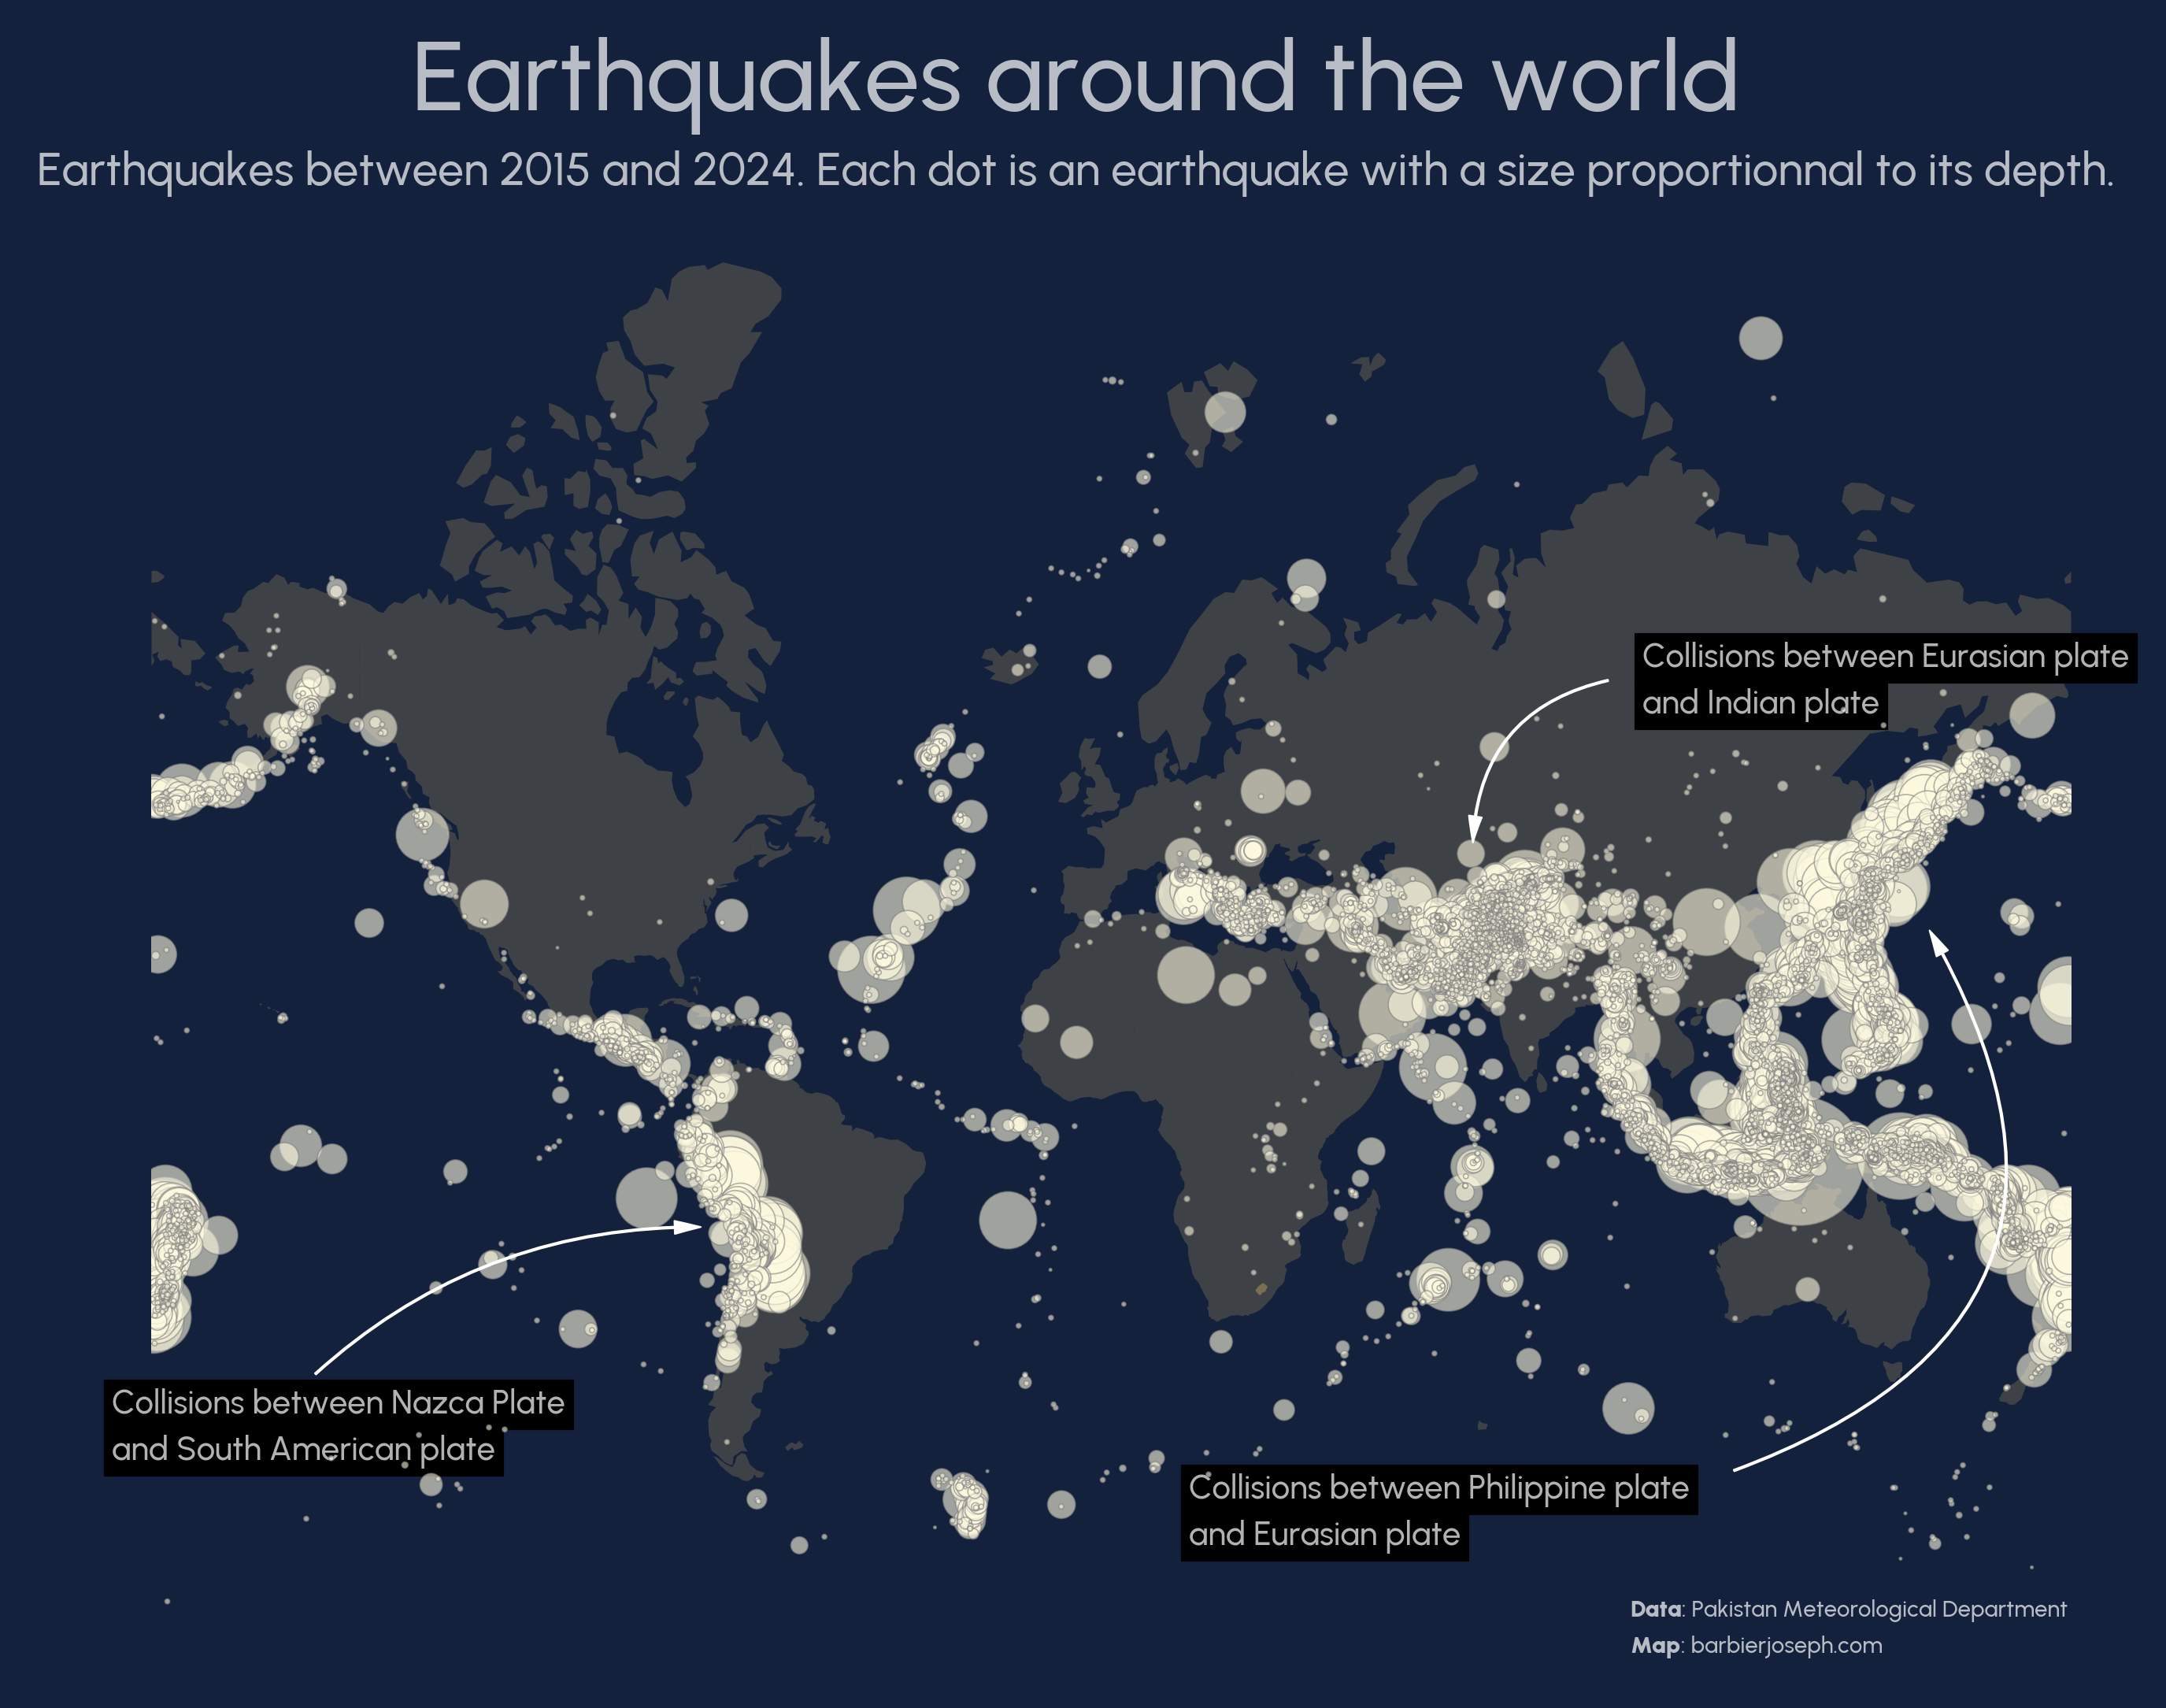 Earthquakes around the world
Earthquakes between 2015 and 2024. Each dot is an earthquake with a size proportionnal to its depth.
Collisions between Eurasian plate
and Indian plate
Collisions between Nazca Plate
and South American plate
Collisions between Philippine plate
and Eurasian plate
Data: Pakistan Meteorological Department
Map: barbierjoseph.com